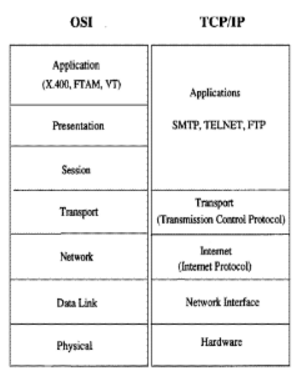 OSI
TCP/IP
Application
(X.400, FTAM, VT)
Presentation
Session
Transport
Network
Data Link
Physical
Applications
SMTP, TELNET, FTP
Transport
(Transmission Control Protocol)
Internet
(Internet Protocol)
Network Interface
Hardware